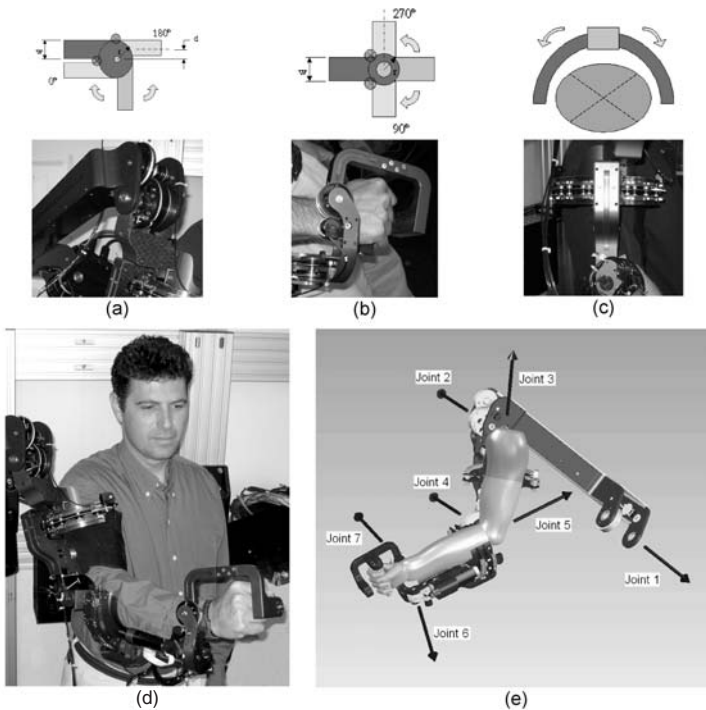 180°
d
w
r
0°
270°
w
r
90°
(a)
(b)
(c)
Joint 2
Joint 3
Joint 4
Joint 5
Joint 7
Joint 1
Joint 6
(d)
(e)